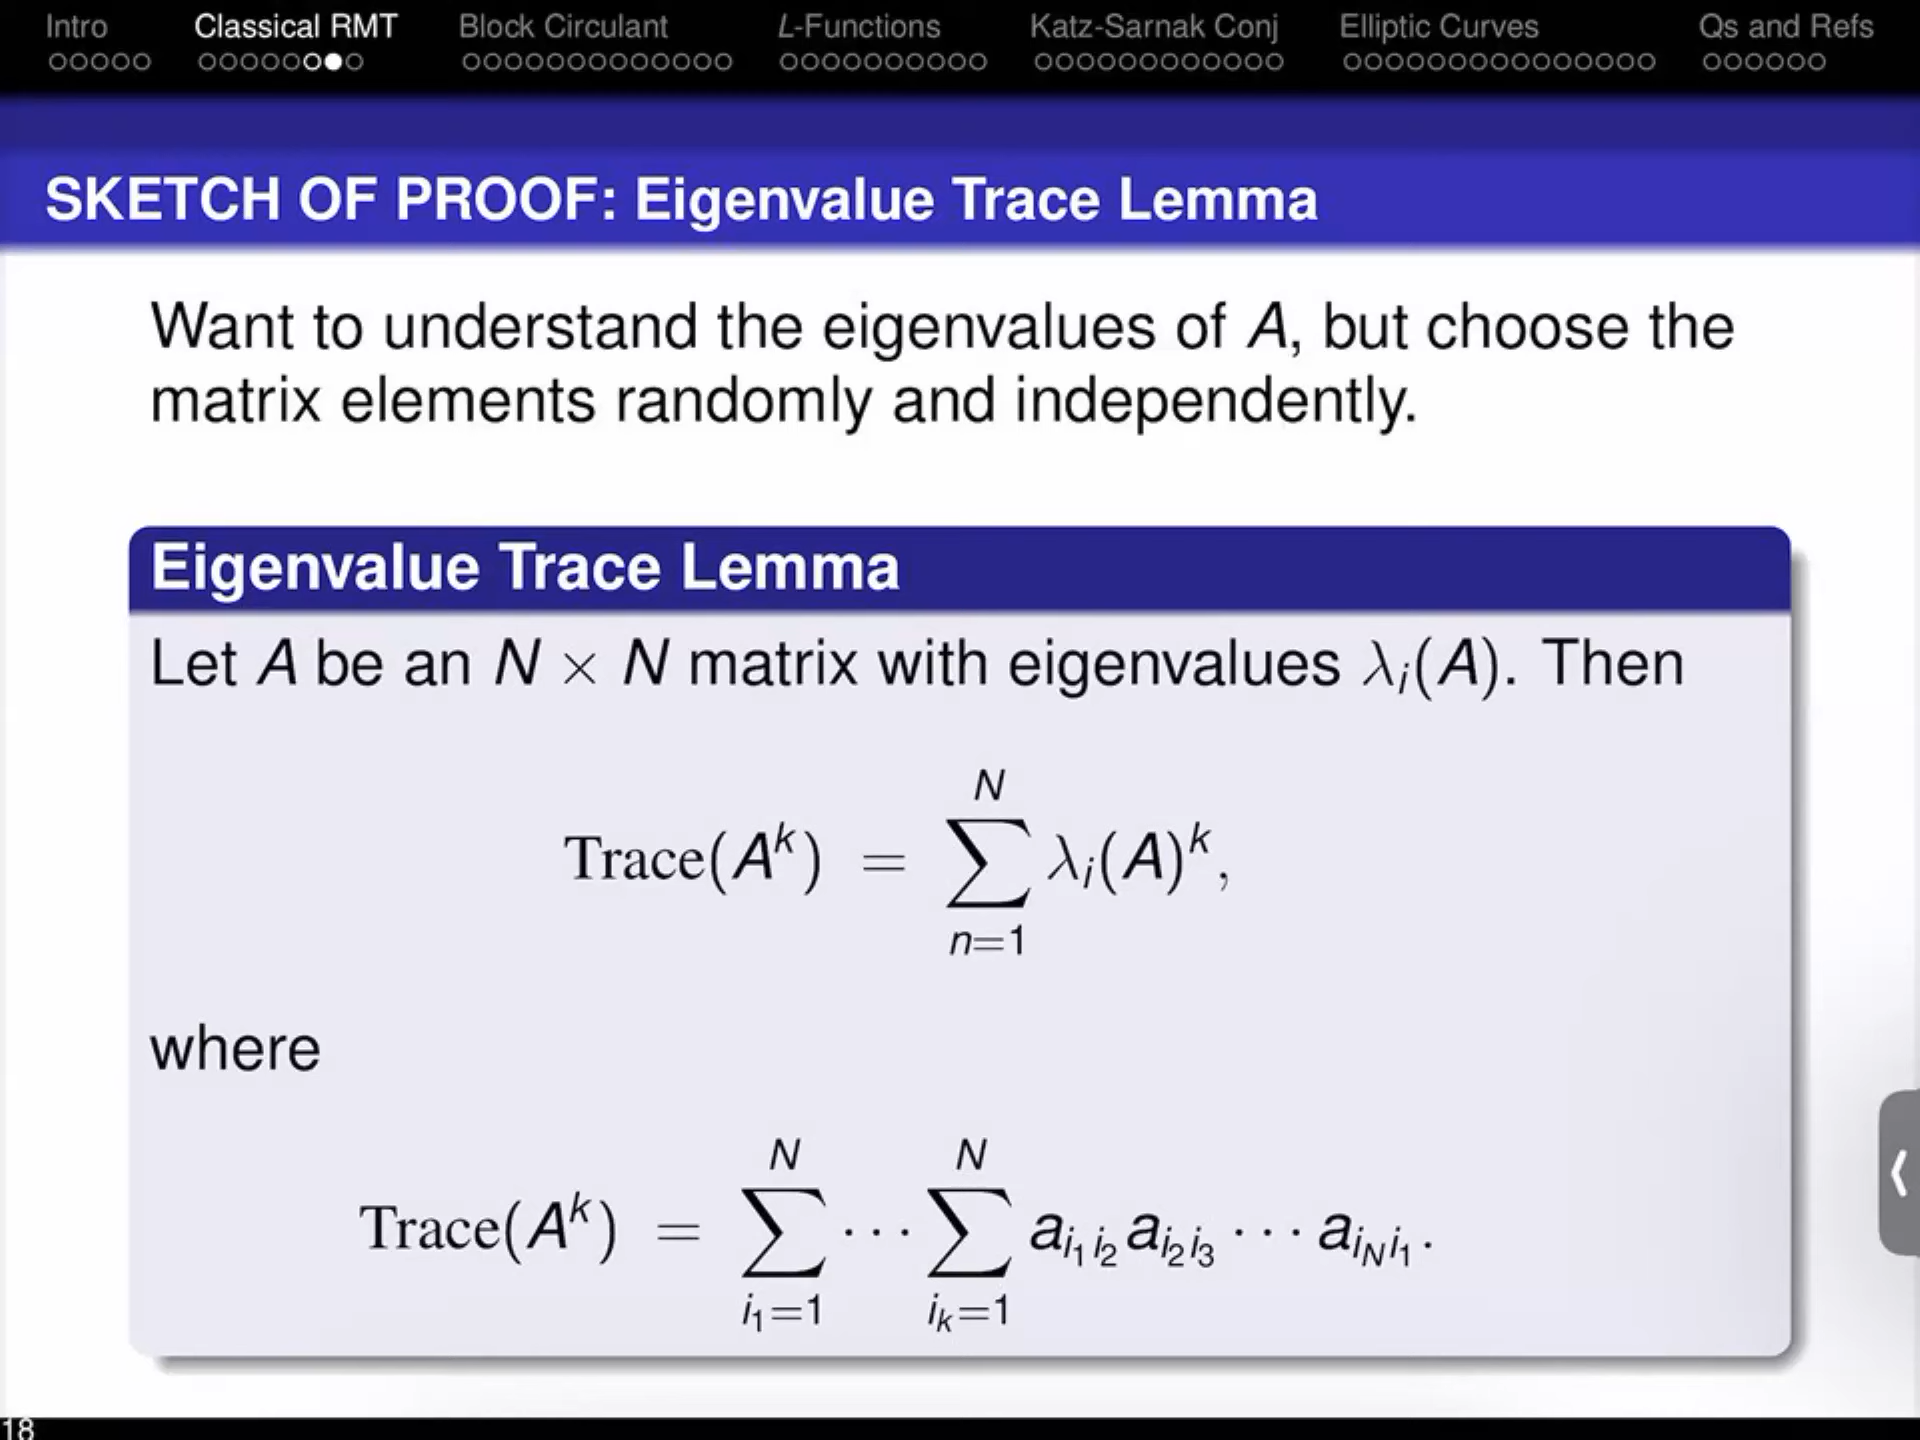 Intro Classical RMT Block Circulant L-Functions Katz-Sarnak Conj Elliptic Curves Qs and Refs
SKETCH OF PROOF: Eigenvalue Trace Lemma
Want to understand the eigenvalues of A, but choose the
matrix elements randomly and independently.
Eigenvalue Trace Lemma
Let A be an N × N matrix with eigenvalues λ_i(A). Then
Trace(A^k) = ∑_{n=1}^{N} λ_i(A)^k,
where
Trace(A^k) = ∑_{i_1=1}^{N} ⋯ ∑_{i_k=1}^{N} a_{i_1 i_2} a_{i_2 i_3} ⋯ a_{i_N i_1}.
18